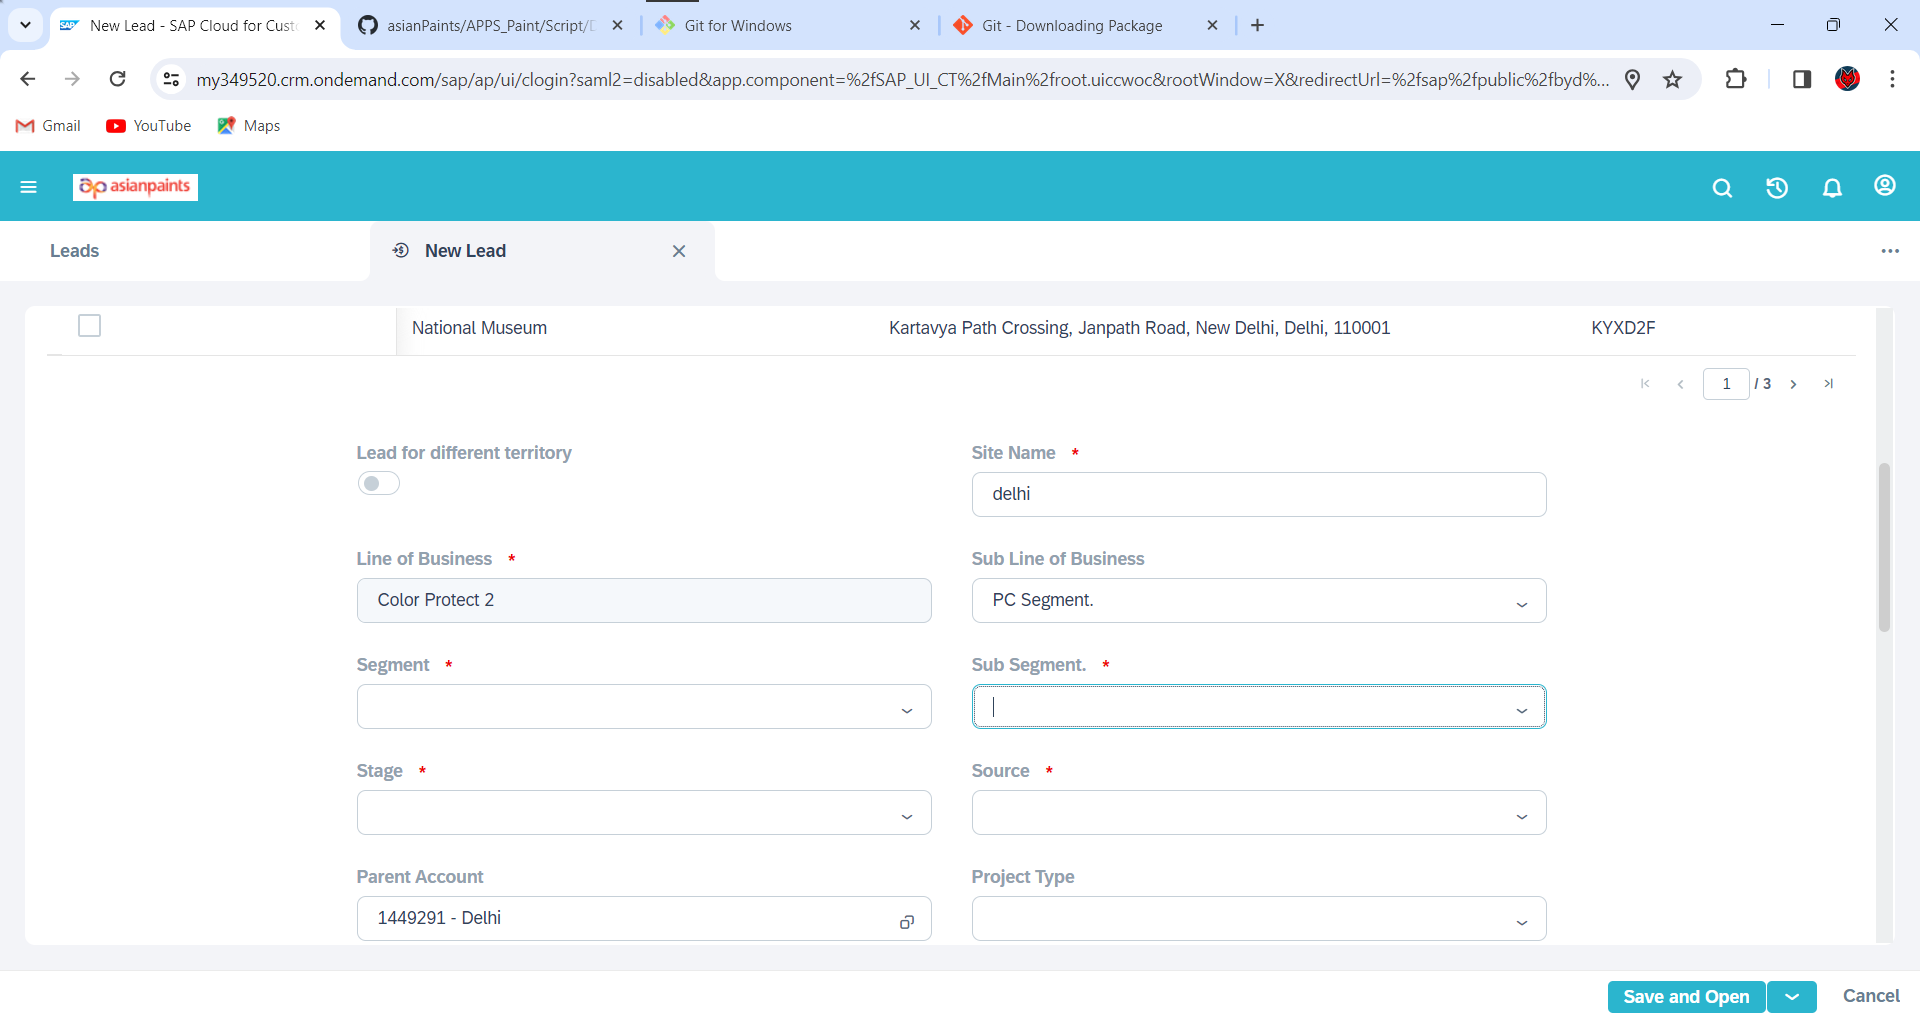 New Lead - SAP Cloud for Custo
asianPaints/APPS_Paint/Script/D
Git for Windows
Git - Downloading Package
my349520.crm.ondemand.com/sap/ap/ui/clogin?saml2=disabled&app.component=%2fSAP_UI_CT%2fMain%2froot.uiccwoc&rootWindow=X&redirectUrl=%2fsap%2fpublic%2fbyd%...
Gmail
YouTube
Maps
asianpaints
Leads
New Lead
National Museum
Kartavya Path Crossing, Janpath Road, New Delhi, Delhi, 110001
KYXD2F
1 / 3
Lead for different territory
Site Name *
delhi
Line of Business *
Sub Line of Business
Color Protect 2
PC Segment.
Segment *
Sub Segment. *
Stage *
Source *
Parent Account
Project Type
1449291 - Delhi
Save and Open
Cancel